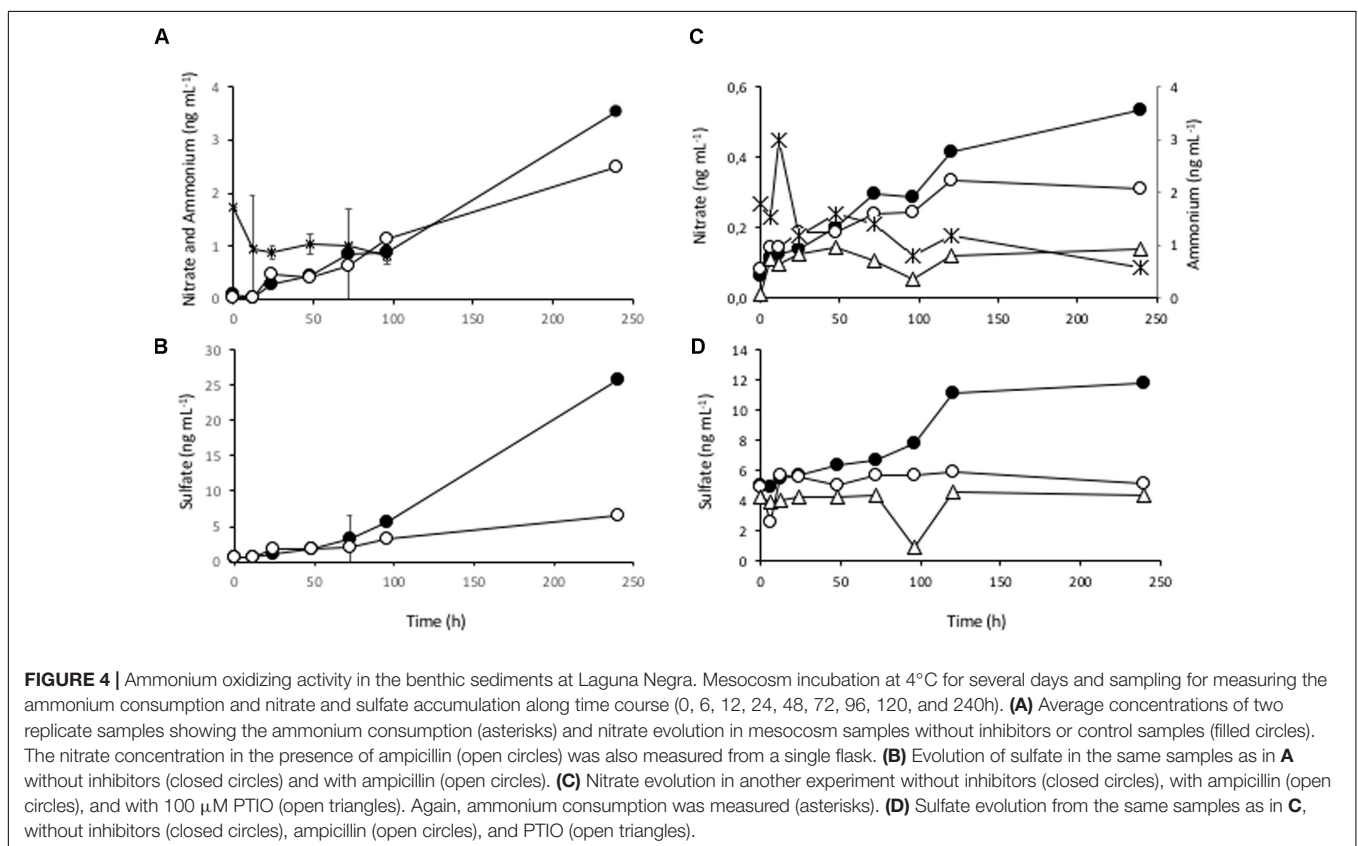 A
C
Nitrate and Ammonium (ng mL-1)
4
3
2
1
0
0 50 100 150 200 250
Nitrate (ng mL-1)
0,6
0,4
0,2
0,0
0 50 100 150 200 250
4
3
2
1
0
Ammonium (ng mL-1)
B
D
Sulfate (ng mL-1)
30
25
20
15
10
5
0
0 50 100 150 200 250
Time (h)
Sulfate (ng mL-1)
14
12
10
8
6
4
2
0
0 50 100 150 200 250
Time (h)
FIGURE 4 | Ammonium oxidizing activity in the benthic sediments at Laguna Negra. Mesocosm incubation at 4°C for several days and sampling for measuring the
ammonium consumption and nitrate and sulfate accumulation along time course (0, 6, 12, 24, 48, 72, 96, 120, and 240h). (A) Average concentrations of two
replicate samples showing the ammonium consumption (asterisks) and nitrate evolution in mesocosm samples without inhibitors or control samples (filled circles).
The nitrate concentration in the presence of ampicillin (open circles) was also measured from a single flask. (B) Evolution of sulfate in the same samples as in A
without inhibitors (closed circles) and with ampicillin (open circles). (C) Nitrate evolution in another experiment without inhibitors (closed circles), with ampicillin (open
circles), and with 100 μM PTIO (open triangles). Again, ammonium consumption was measured (asterisks). (D) Sulfate evolution from the same samples as in C,
without inhibitors (closed circles), ampicillin (open circles), and PTIO (open triangles).